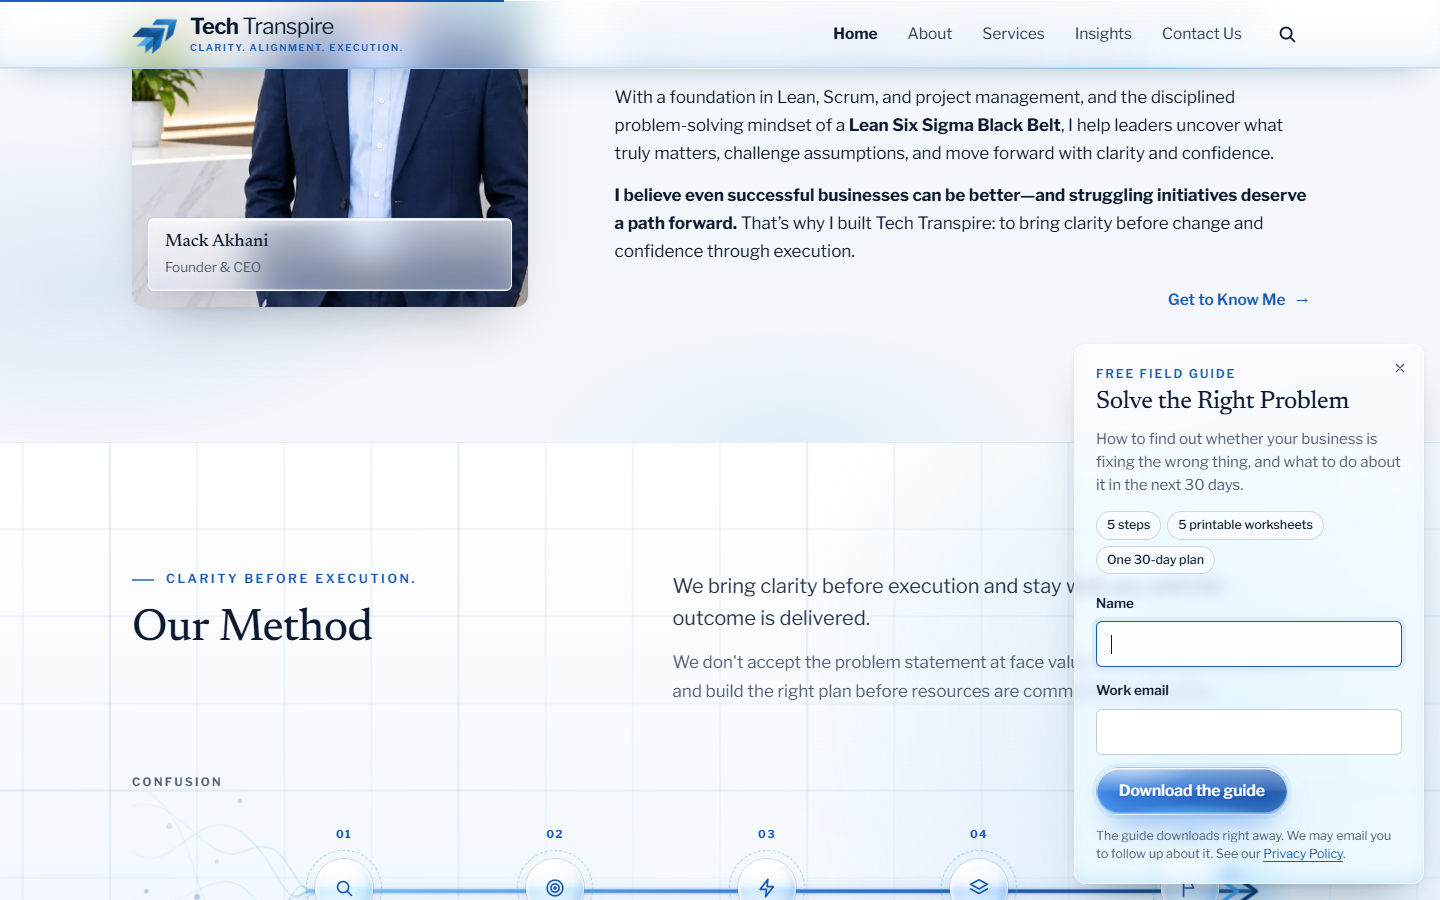 Tech Transpire
CLARITY. ALIGNMENT. EXECUTION.
Home About Services Insights Contact Us
With a foundation in Lean, Scrum, and project management, and the disciplined
problem-solving mindset of a Lean Six Sigma Black Belt, I help leaders uncover what
truly matters, challenge assumptions, and move forward with clarity and confidence.
I believe even successful businesses can be better—and struggling initiatives deserve
a path forward. That’s why I built Tech Transpire: to bring clarity before change and
confidence through execution.
Mack Akhani
Founder & CEO
Get to Know Me →
CLARITY BEFORE EXECUTION.
Our Method
We bring clarity before execution and stay
outcome is delivered.
We don't accept the problem statement at face
and build the right plan before resources are
CONFUSION
01
02
03
04
FREE FIELD GUIDE
Solve the Right Problem
How to find out whether your business is
fixing the wrong thing, and what to do about
it in the next 30 days.
5 steps
5 printable worksheets
One 30-day plan
Name
Work email
Download the guide
The guide downloads right away. We may email you
to follow up about it. See our Privacy Policy.